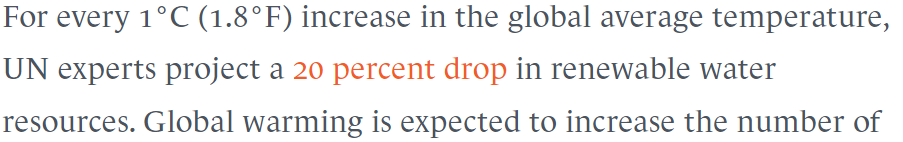 For every 1°C (1.8°F) increase in the global average temperature,
UN experts project a 20 percent drop in renewable water
resources. Global warming is expected to increase the number of